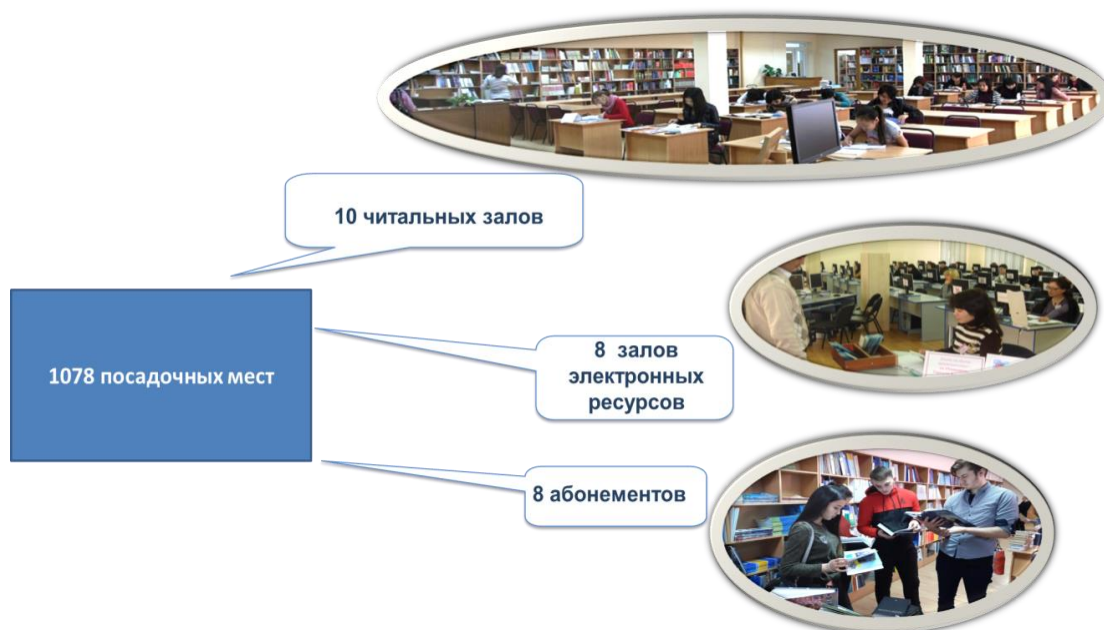 10 читальных залов
1078 посадочных мест
8 залов
электронных
ресурсов
8 абонементов